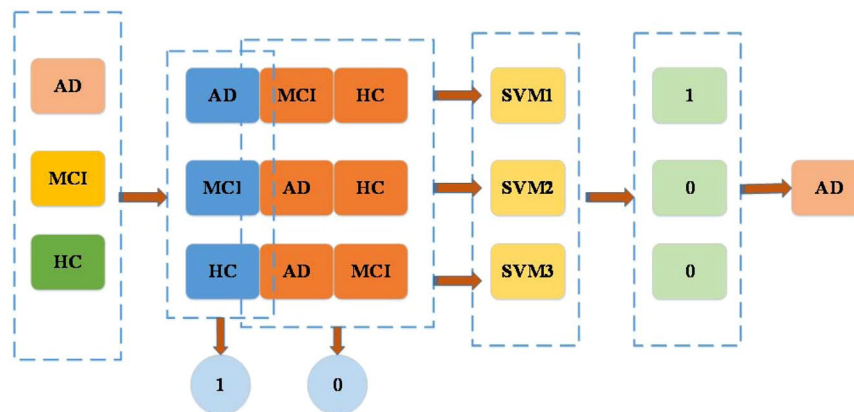 AD
MCI
HC
AD MCI HC
MCI AD HC
HC AD MCI
1
0
SVM1
SVM2
SVM3
1
0
0
AD